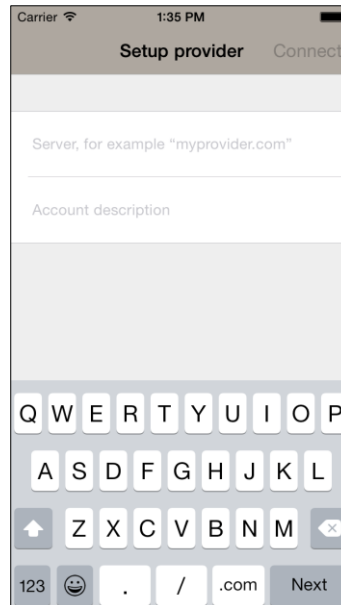 Carrier 1:35 PM
Setup provider Connect
Server, for example “myprovider.com”
Account description
Q W E R T Y U I O P
A S D F G H J K L
Z X C V B N M
123 . / .com Next